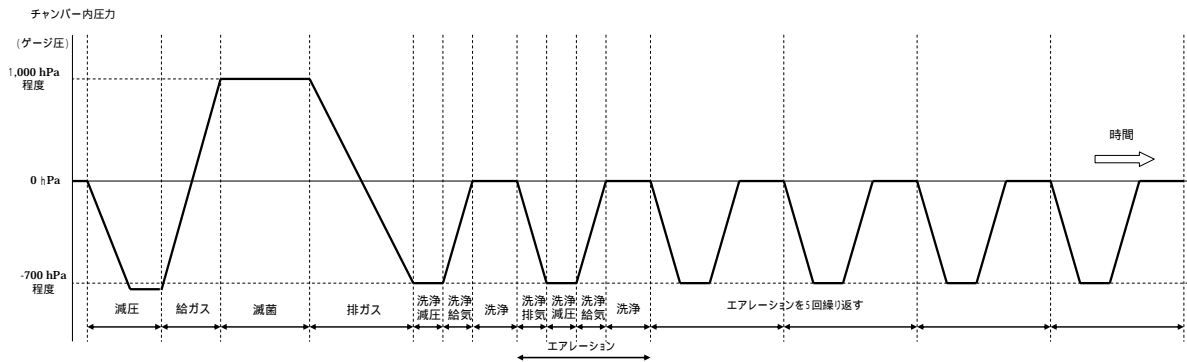 チャンバー内圧力
(ゲージ圧)
1,000 hPa
程度
時間
0 hPa
-700 hPa
程度
減圧
給ガス
滅菌
排ガス
洗浄
減圧
洗浄
給気
洗浄
洗浄
排気
洗浄
減圧
洗浄
給気
洗浄
エアレーションを5回繰り返す
エアレーション